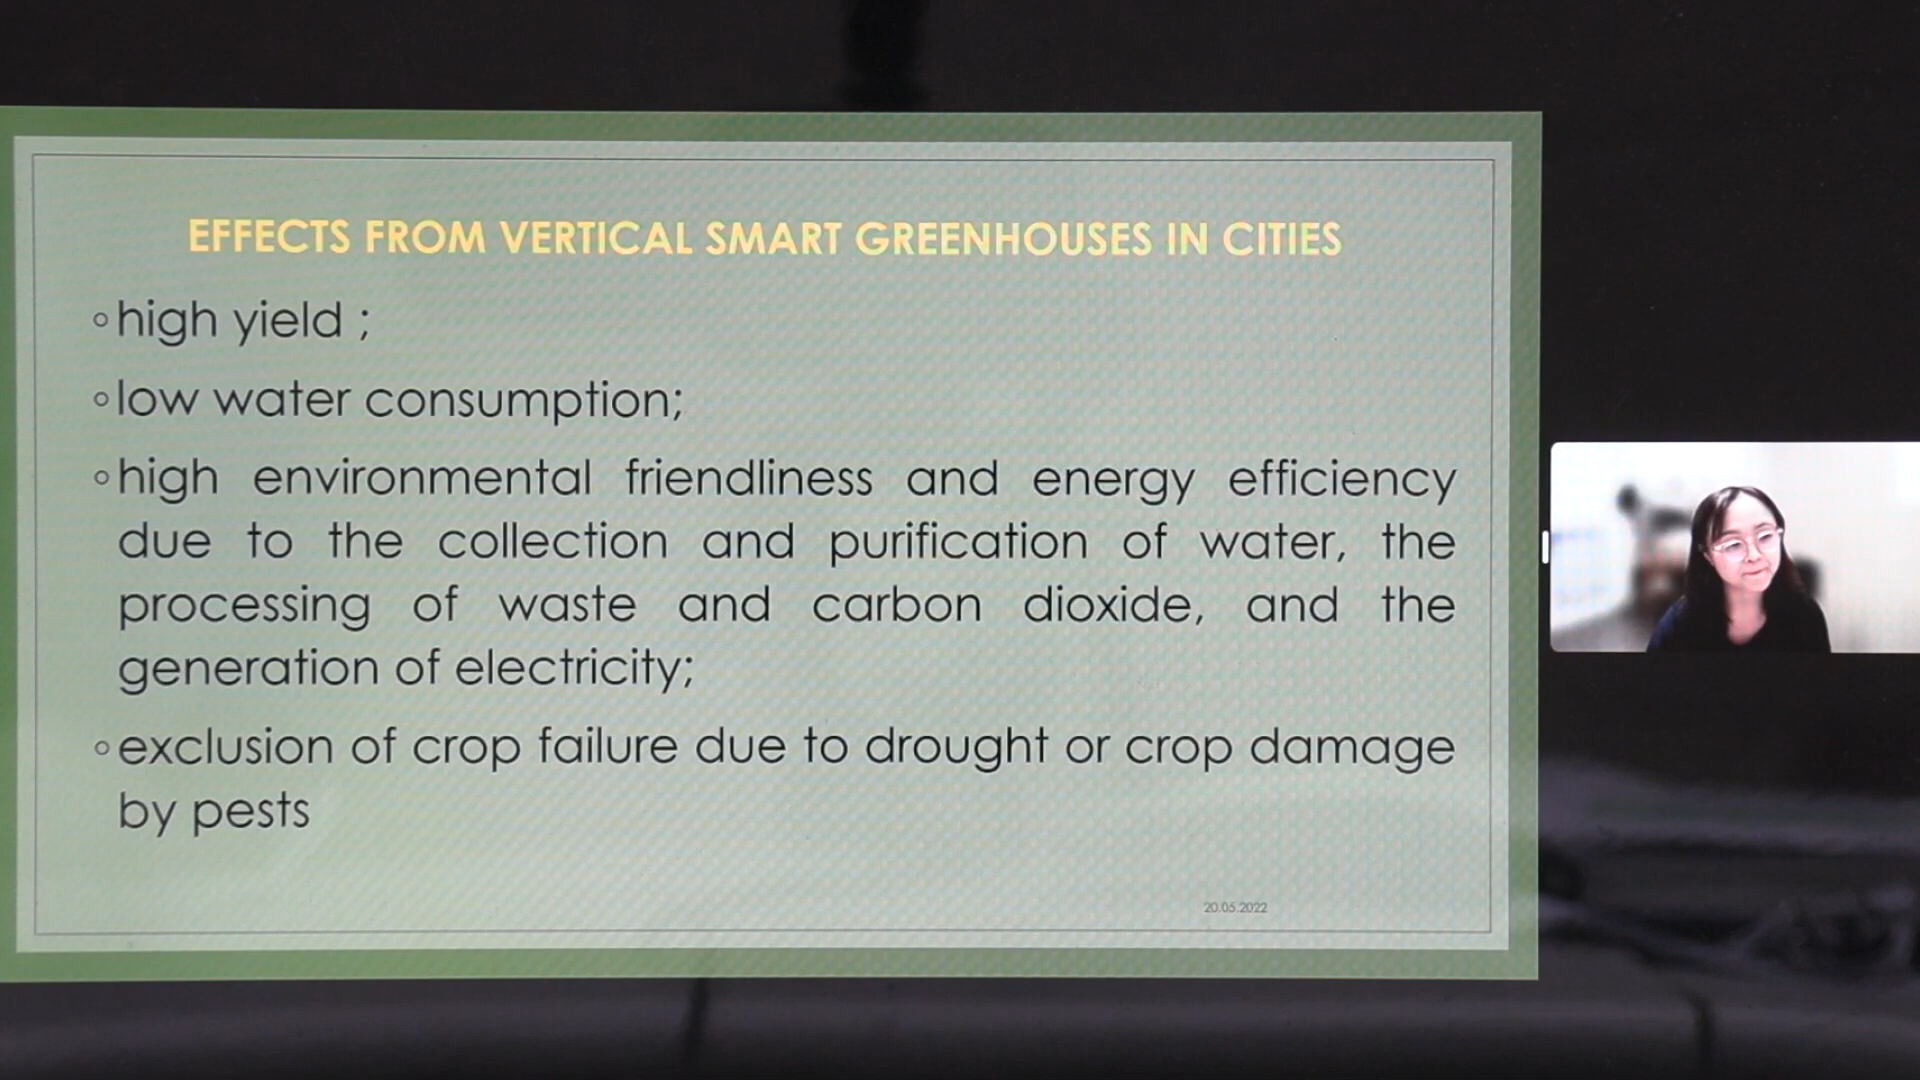 EFFECTS FROM VERTICAL SMART GREENHOUSES IN CITIES
◦high yield ;
◦low water consumption;
◦high environmental friendliness and energy efficiency
due to the collection and purification of water, the
processing of waste and carbon dioxide, and the
generation of electricity;
◦exclusion of crop failure due to drought or crop damage
by pests
20.05.2022